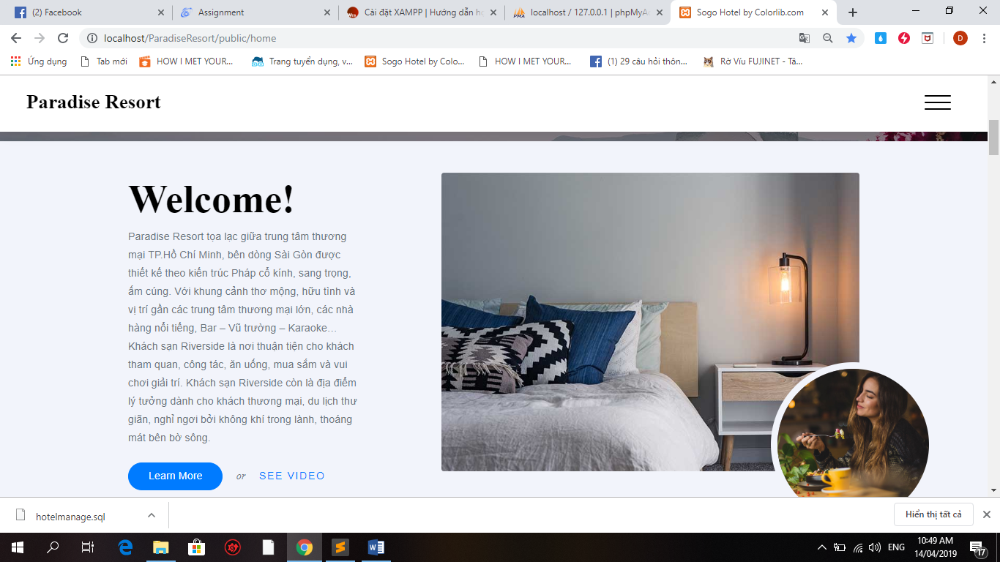 (2) Facebook
Assignment
Cài đặt XAMPP | Hướng dẫn họ
localhost / 127.0.0.1 | phpMyAd
Sogo Hotel by Colorlib.com
localhost/ParadiseResort/public/home
D
Ứng dụng
Tab mới
HOW I MET YOUR...
Trang tuyển dụng, v...
Sogo Hotel by Colo...
HOW I MET YOUR...
(1) 29 câu hỏi thôn...
Rờ Víu FUJINET - Tâ...
Paradise Resort
Welcome!
Paradise Resort tọa lạc giữa trung tâm thương
mại TP.Hồ Chí Minh, bên dòng Sài Gòn được
thiết kế theo kiến trúc Pháp cổ kính, sang trọng,
ấm cúng. Với khung cảnh thơ mộng, hữu tình và
vị trí gần các trung tâm thương mại lớn, các nhà
hàng nổi tiếng, Bar – Vũ trường – Karaoke…
Khách sạn Riverside là nơi thuận tiện cho khách
tham quan, công tác, ăn uống, mua sắm và vui
chơi giải trí. Khách sạn Riverside còn là địa điểm
lý tưởng dành cho khách thương mại, du lịch thư
giãn, nghỉ ngơi bởi không khí trong lành, thoáng
mát bên bờ sông.
Learn More or SEE VIDEO
hotelmanage.sql
Hiển thị tất cả
ENG
10:49 AM
14/04/2019
17